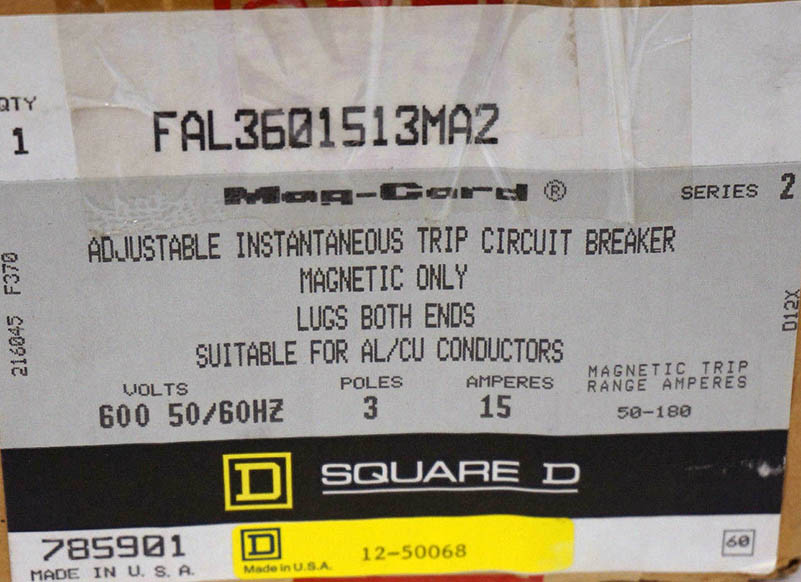 QTY
1
FAL3601513MA2
Mag-Gard ®
SERIES 2
ADJUSTABLE INSTANTANEOUS TRIP CIRCUIT BREAKER
MAGNETIC ONLY
LUGS BOTH ENDS
SUITABLE FOR AL/CU CONDUCTORS
VOLTS
600 50/60HZ
POLES
3
AMPERES
15
MAGNETIC TRIP
RANGE AMPERES
50-180
216045 F370
D12X
D SQUARE D
785901
MADE IN U. S. A.
D
Made in U.S.A.
12-50068
60